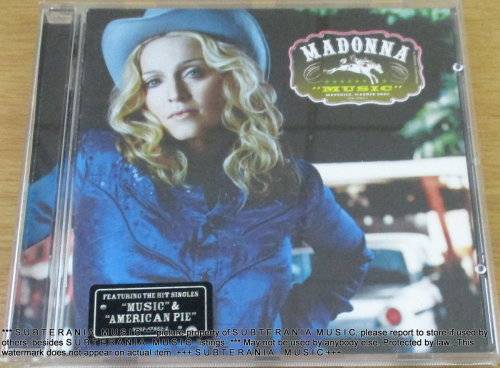 MADONNA
"MUSIC"
FEATURING THE HIT SINGLES
"MUSIC" &
"AMERICAN PIE"
*** S U B T E R A N I A  M U S I C *** picture property of S U B T E R A N I A  M U S I C, please report to store if used by
others, besides S U B T E R A N I A  M U S I C listings. *** May not be used by anybody else. Protected by law. This
watermark does not appear on actual item. +++ S U B T E R A N I A  M U S I C +++